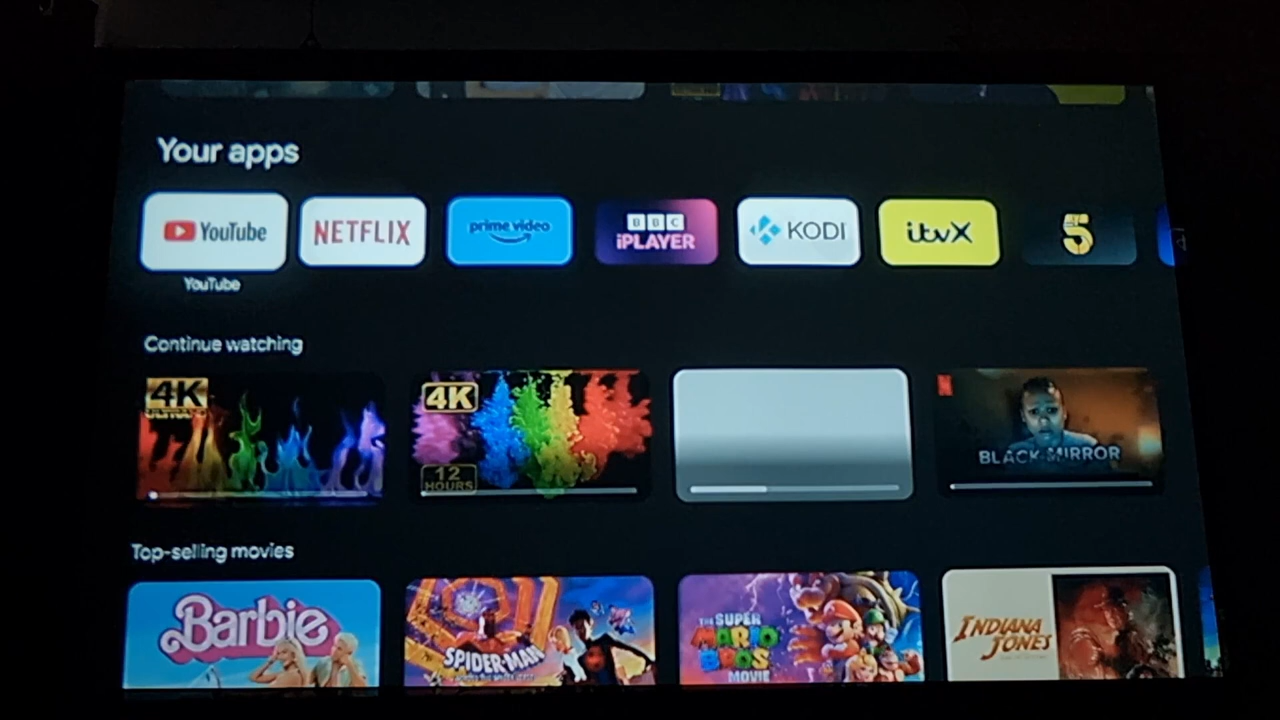 Your apps
YouTube
NETFLIX
prime video
BBC
iPLAYER
KODI
itvX
5
4
YouTube
Continue watching
4K
4K
12
HOURS
BLACK MIRROR
Top-selling movies
Barbie
SPIDER-MAN
THE SUPER
MARIO
BROS
MOVIE
INDIANA
JONES